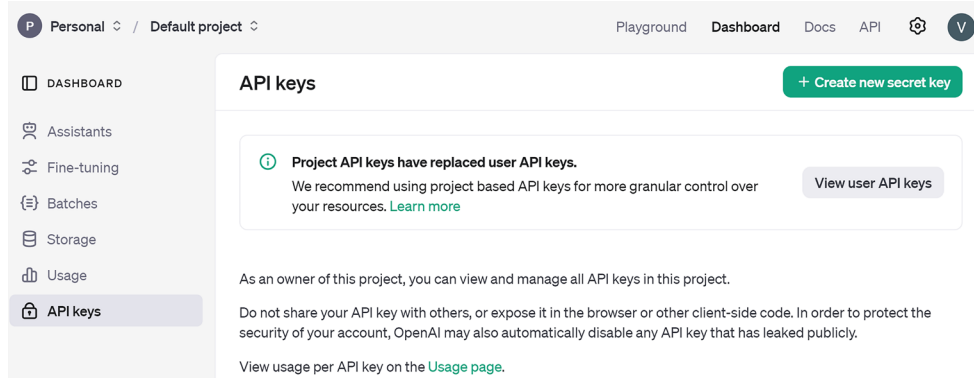 P Personal / Default project Playground Dashboard Docs API V
DASHBOARD
Assistants
Fine-tuning
Batches
Storage
Usage
API keys
API keys
+ Create new secret key
Project API keys have replaced user API keys.
We recommend using project based API keys for more granular control over
your resources. Learn more
View user API keys
As an owner of this project, you can view and manage all API keys in this project.
Do not share your API key with others, or expose it in the browser or other client-side code. In order to protect the
security of your account, OpenAI may also automatically disable any API key that has leaked publicly.
View usage per API key on the Usage page.